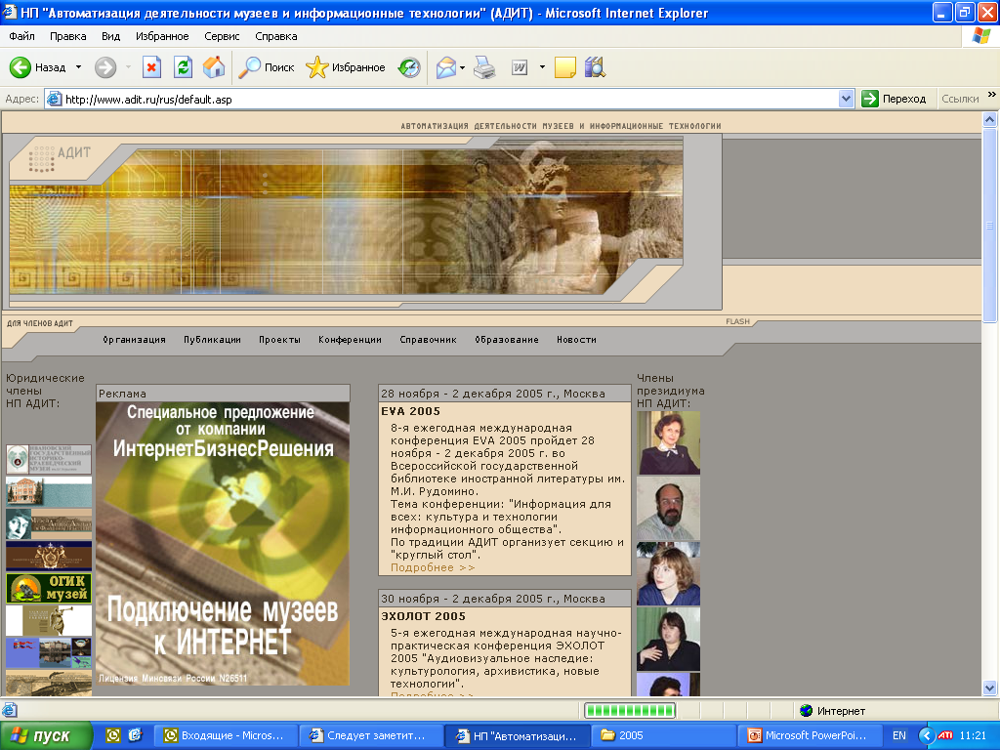 НП "Автоматизация деятельности музеев и информационные технологии" (АДИТ) - Microsoft Internet Explorer
Файл Правка Вид Избранное Сервис Справка
Назад Поиск Избранное
Адрес: http://www.adit.ru/rus/default.asp Переход Ссылки »
АВТОМАТИЗАЦИЯ ДЕЯТЕЛЬНОСТИ МУЗЕЕВ И ИНФОРМАЦИОННЫЕ ТЕХНОЛОГИИ
АДИТ
ДЛЯ ЧЛЕНОВ АДИТ
FLASH
Организация Публикации Проекты Конференции Справочник Образование Новости
Юридические
члены
НП АДИТ:
ИВАНОВСКИЙ
ГОСУДАРСТВЕННЫЙ
ИСТОРИКО-
КРАЕВЕДЧЕСКИЙ
ОГИК
музей
Реклама
Специальное предложение
от компании
ИнтернетБизнесРешения
Подключение музеев
к ИНТЕРНЕТ
Лицензия Минсвязи России N26511
28 ноября - 2 декабря 2005 г., Москва
EVA 2005
8-я ежегодная международная
конференция EVA 2005 пройдет 28
ноября - 2 декабря 2005 г. во
Всероссийской государственной
библиотеке иностранной литературы им.
М.И. Рудомино.
Тема конференции: "Информация для
всех: культура и технологии
информационного общества".
По традиции АДИТ организует секцию и
"круглый стол".
Подробнее >>
30 ноября - 2 декабря 2005 г., Москва
ЭХОЛОТ 2005
5-я ежегодная международная научно-
практическая конференция ЭХОЛОТ
2005 "Аудиовизуальное наследие:
культурология, архивистика, новые
технологии".
Подробнее >>
Члены
президиума
НП АДИТ:
Интернет
пуск Входящие - Micros... Следует заметит... НП "Автоматизаци... 2005 Microsoft PowerPoi... EN ATI 11:21